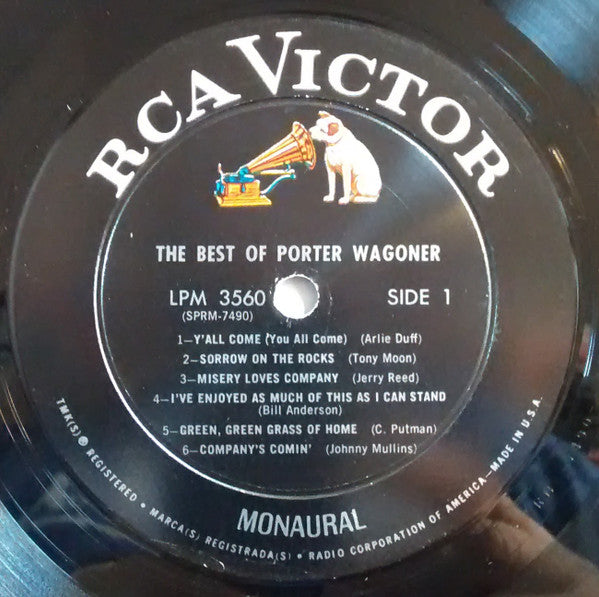 RCA VICTOR
THE BEST OF PORTER WAGONER
LPM 3560
SIDE 1
(SPRM-7490)
1—Y'ALL COME (You All Come) (Arlie Duff)
2—SORROW ON THE ROCKS (Tony Moon)
3—MISERY LOVES COMPANY (Jerry Reed)
4—I'VE ENJOYED AS MUCH OF THIS AS I CAN STAND
(Bill Anderson)
5—GREEN, GREEN GRASS OF HOME (C. Putman)
6—COMPANY'S COMIN' (Johnny Mullins)
MONAURAL
TMK(S) ® REGISTERED • MARCA(S) REGISTRADA(S) • RADIO CORPORATION OF AMERICA—MADE IN U.S.A.